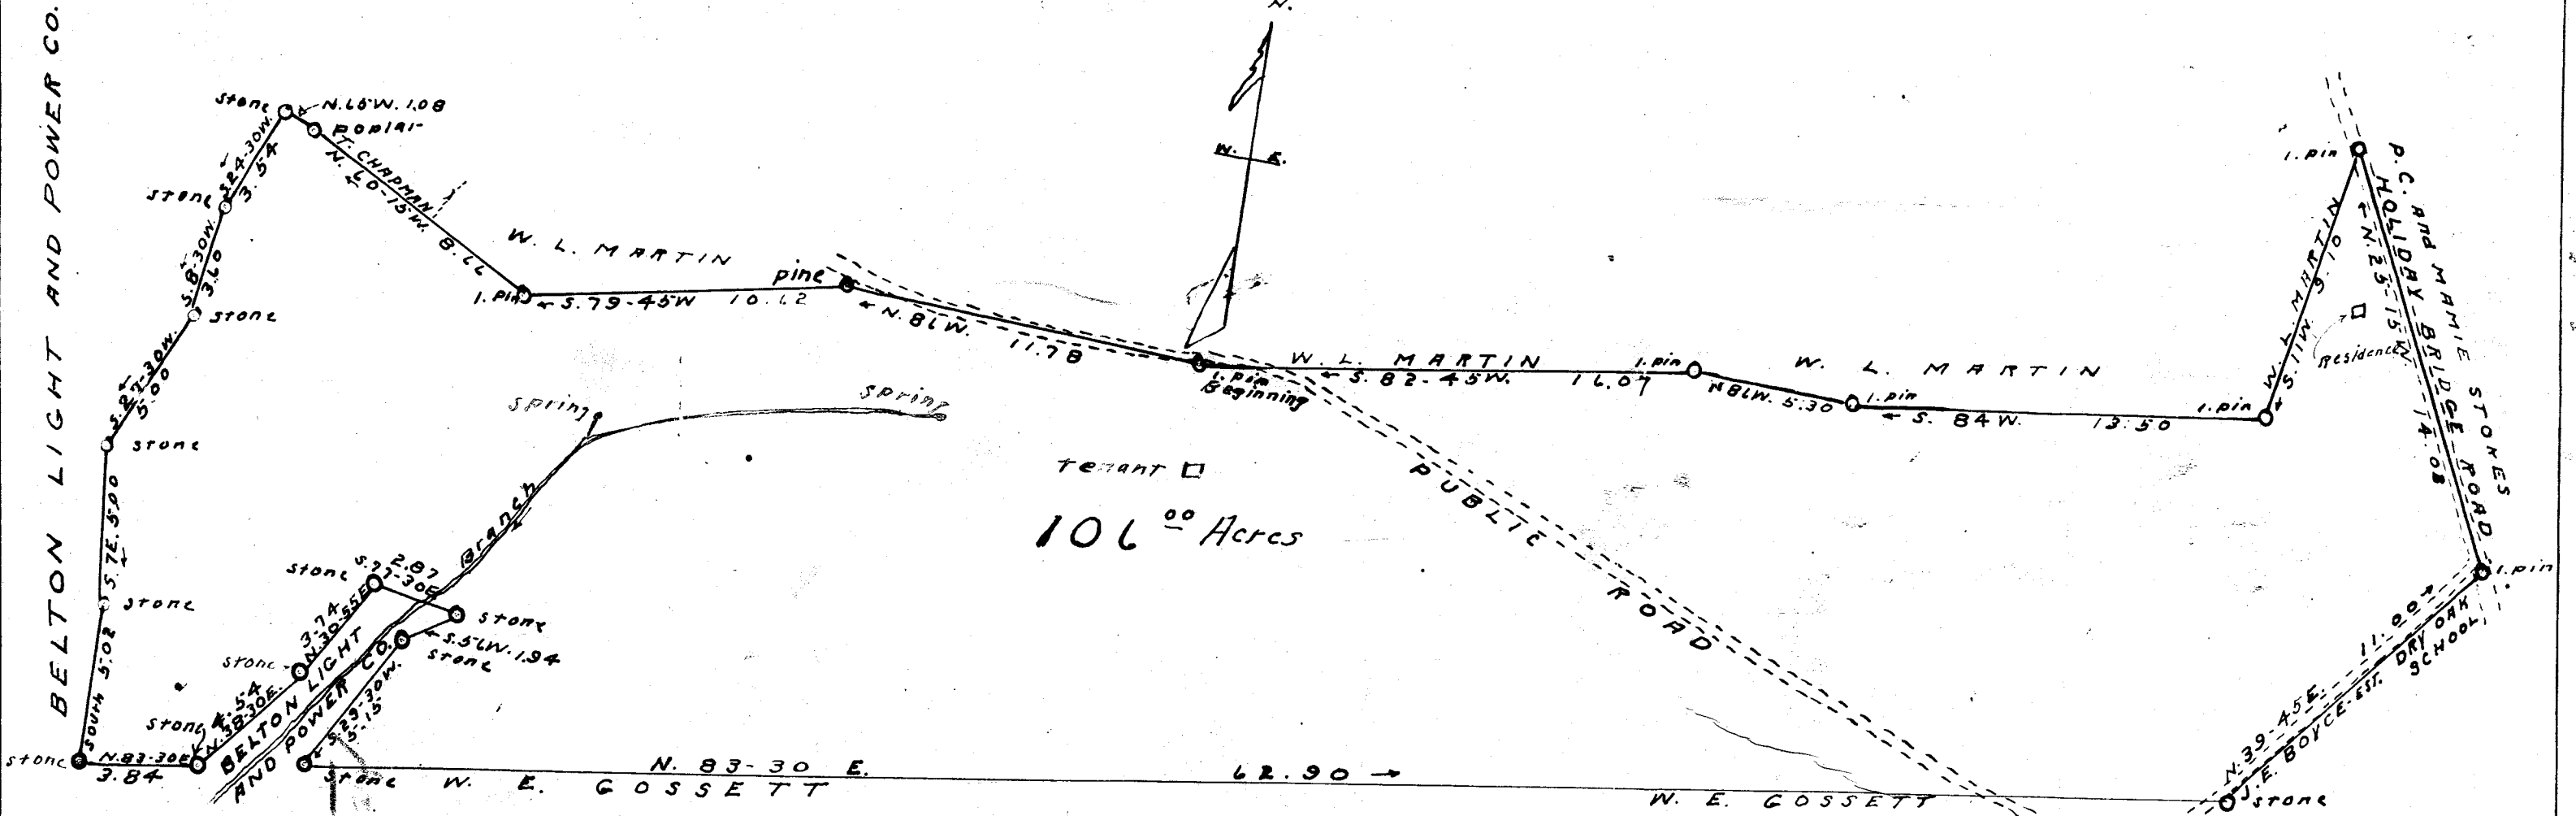 BELTON LIGHT AND POWER CO.
N.
W. E.
stone
N.65W. 1.08
poplar
T. CHAPMAN
N. 60-15W. 8.66
S.24-30W.
3.54
stone
S.8-30W.
3.60
stone
S.27-30W.
5.00
stone
S.7E. 5.00
stone
South 5.02
stone
N.83-30E
3.84
stone
4.54
N.38-30E.
stone
3.74
N.30-55E
stone
2.87
S.77-30E
stone
S.56W. 1.94
stone
S.29-30W.
5.15
stone
BELTON LIGHT
AND POWER CO.
Branch
spring
spring
W. L. MARTIN
1.pin
S.79-45W 10.62
pine
N.86W.
11.78
1.pin
Beginning
W. L. MARTIN
S. 82-45W. 16.07
1.pin
N86W. 5.30
1.pin
W. L. MARTIN
S. 84W. 13.50
1.pin
W. L. MARTIN
S.11W. 9.10
1.pin
Residence
P.C. and MAMIE STOKES
HOLIDAY BRIDGE ROAD
N.25-15W. 14.08
1.pin
tenant
106 00 Acres
PUBLIC ROAD
11.00
N.39-45E.
DRY OAK
SCHOOL
J.E. BOYCE-EST.
stone
N. 83-30 E. 62.90
W. E. GOSSETT
W. E. GOSSETT